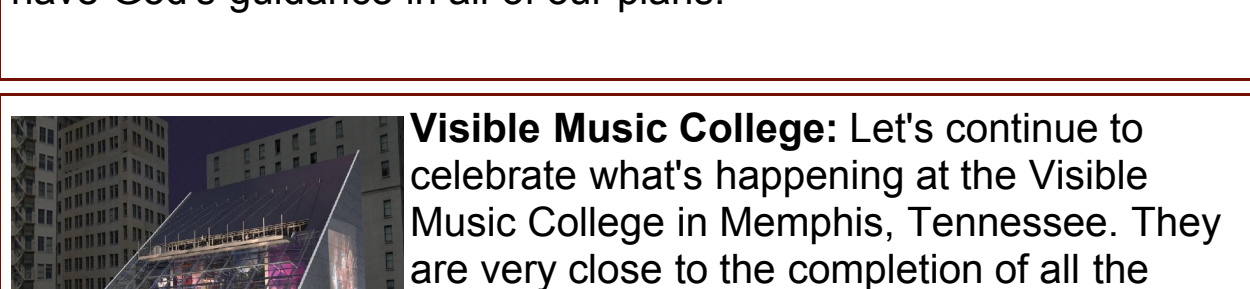 have God's guidance in all of our plans.
Visible Music College: Let's continue to
celebrate what's happening at the Visible
Music College in Memphis, Tennessee. They
are very close to the completion of all the